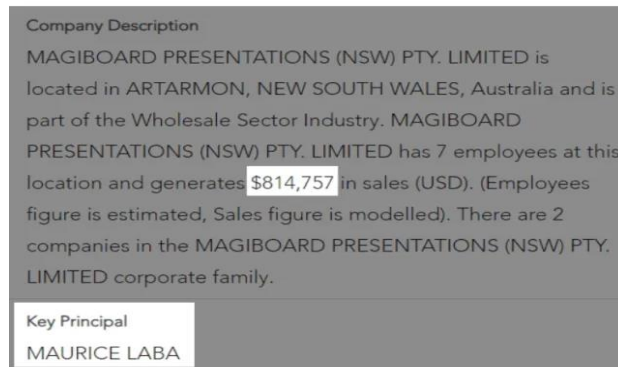 Company Description
MAGIBOARD PRESENTATIONS (NSW) PTY. LIMITED is
located in ARTARMON, NEW SOUTH WALES, Australia and is
part of the Wholesale Sector Industry. MAGIBOARD
PRESENTATIONS (NSW) PTY. LIMITED has 7 employees at this
location and generates $814,757 in sales (USD). (Employees
figure is estimated, Sales figure is modelled). There are 2
companies in the MAGIBOARD PRESENTATIONS (NSW) PTY.
LIMITED corporate family.
Key Principal
MAURICE LABA